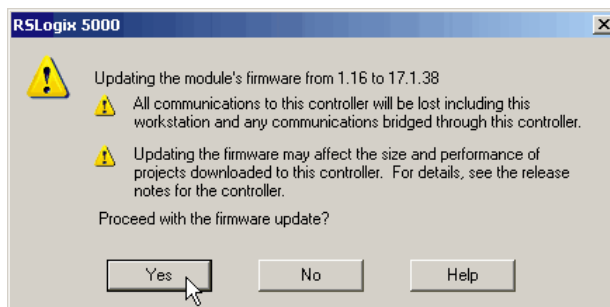 RSLogix 5000
Updating the module's firmware from 1.16 to 17.1.38
All communications to this controller will be lost including this
workstation and any communications bridged through this controller.
Updating the firmware may affect the size and performance of
projects downloaded to this controller. For details, see the release
notes for the controller.
Proceed with the firmware update?
Yes No Help